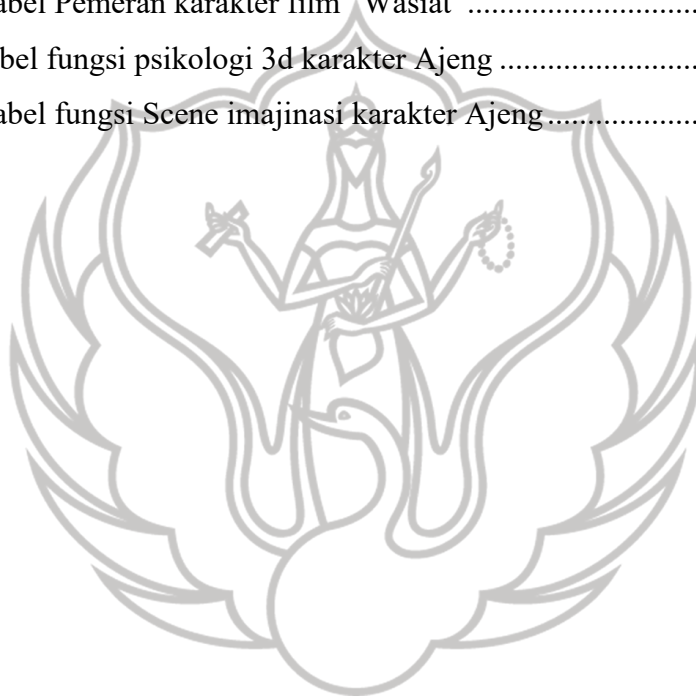 abel Pemeran karakter film "Wasiat" ..............................
bel fungsi psikologi 3d karakter Ajeng .........................
abel fungsi Scene imajinasi karakter Ajeng ...................